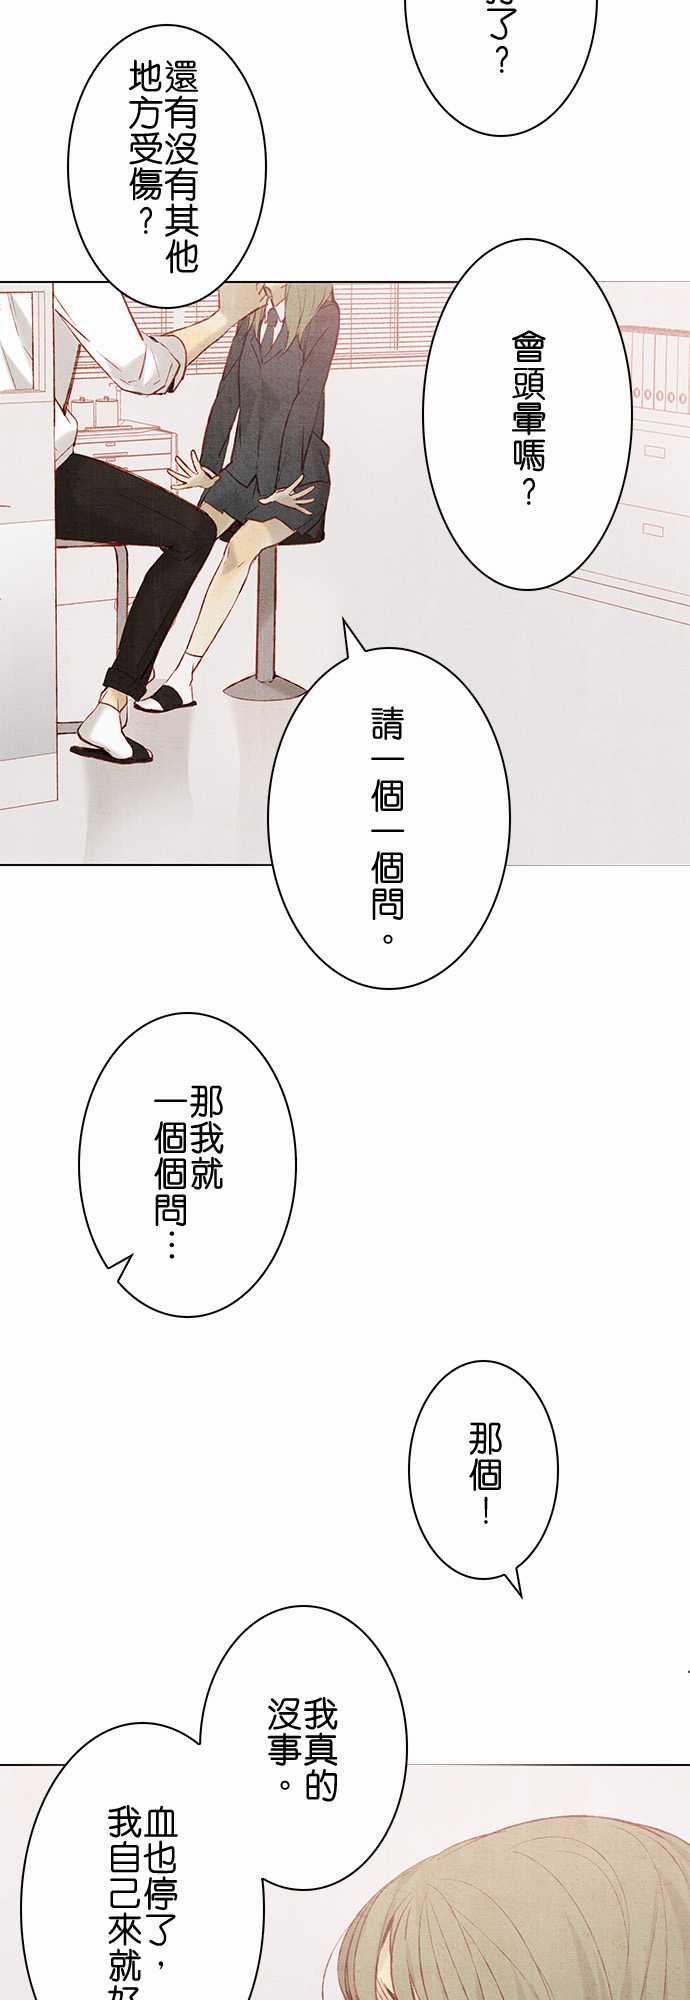 了？
還有沒有其他
地方受傷？
會頭暈嗎？
請一個一個問。
那我就
一個個問…
那個！
我真的
沒事。
血也停了，
我自己來就好